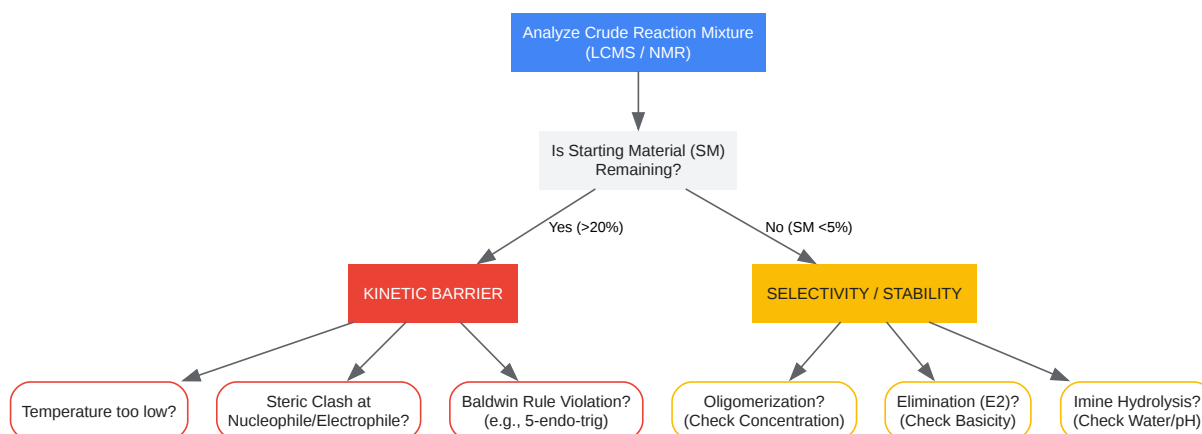 Analyze Crude Reaction Mixture
(LCMS / NMR)
Is Starting Material (SM)
Remaining?
Yes (>20%)
No (SM <5%)
KINETIC BARRIER
SELECTIVITY / STABILITY
Temperature too low?
Steric Clash at
Nucleophile/Electrophile?
Baldwin Rule Violation?
(e.g., 5-endo-trig)
Oligomerization?
(Check Concentration)
Elimination (E2)?
(Check Basicity)
Imine Hydrolysis?
(Check Water/pH)